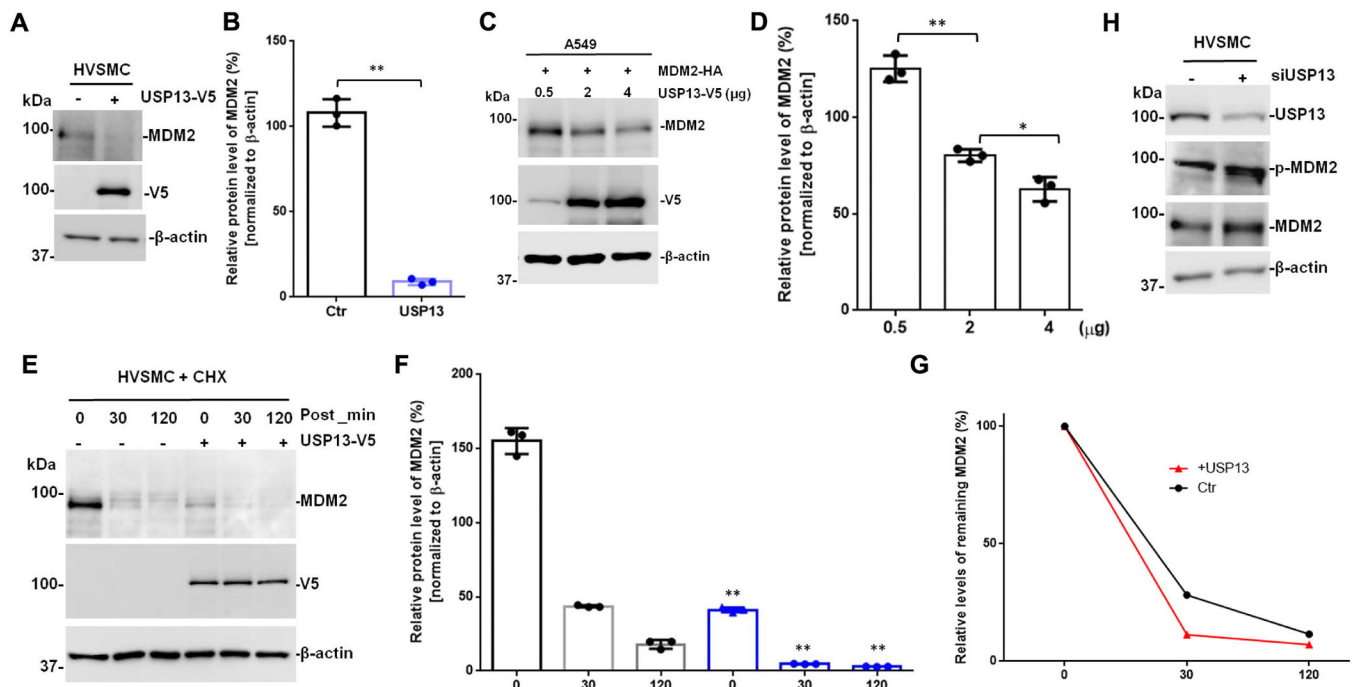 A
HVSMC
- + USP13-V5
kDa
100-
-MDM2
100-
-V5
37-
-β-actin
B
Relative protein level of MDM2 (%)
[normalized to β-actin]
150
100
50
0
**
Ctr USP13
C
A549
+ + + MDM2-HA
kDa 0.5 2 4 USP13-V5 (μg)
100-
-MDM2
100-
-V5
37-
-β-actin
D
Relative protein level of MDM2 (%)
[normalized to β-actin]
150
100
50
0
**
*
0.5 2 4 (μg)
H
HVSMC
- + siUSP13
kDa
100-
-USP13
100-
-p-MDM2
100-
-MDM2
37-
-β-actin
E
HVSMC + CHX
0 30 120 0 30 120 Post_min
- - - + + + USP13-V5
kDa
100-
-MDM2
100-
-V5
37-
-β-actin
F
Relative protein level of MDM2 (%)
[normalized to β-actin]
200
150
100
50
0
**
** **
0 30 120 0 30 120
G
Relative levels of remaining MDM2 (%)
100
50
0
+USP13
Ctr
0 30 120